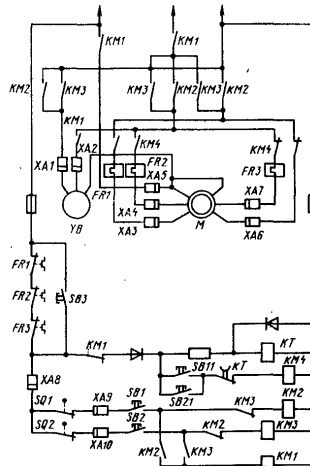 KM1 KM1
KM2 KM3 KM3 KM2 KM3 KM2
KM1
XA2 KM4 KM4
XA1 FR2
XA5 FR3
FR1 XA7
XA4
YB XA3 M XA6
FR1
FR2 SB3
FR3
KM1 KT
SB11 KT KM4
XA8 SB21 KM2
SQ1 XA9 SB1 KM3
SQ2 SB2 KM2 KM3
XA10
KM2 KM3 KM1